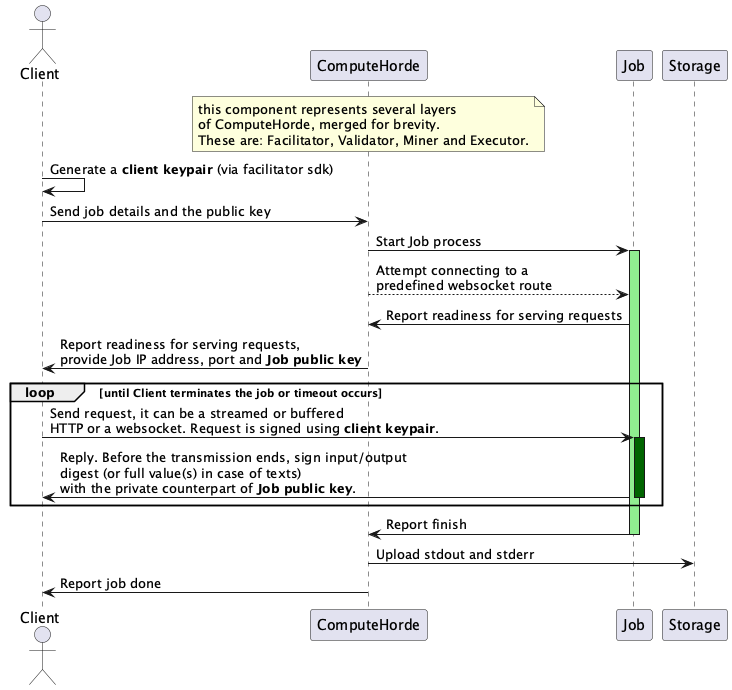 Client
ComputeHorde
Job
Storage
this component represents several layers
of ComputeHorde, merged for brevity.
These are: Facilitator, Validator, Miner and Executor.
Generate a client keypair (via facilitator sdk)
Send job details and the public key
Start Job process
Attempt connecting to a
predefined websocket route
Report readiness for serving requests
Report readiness for serving requests,
provide Job IP address, port and Job public key
loop
[until Client terminates the job or timeout occurs]
Send request, it can be a streamed or buffered
HTTP or a websocket. Request is signed using client keypair.
Reply. Before the transmission ends, sign input/output
digest (or full value(s) in case of texts)
with the private counterpart of Job public key.
Report finish
Upload stdout and stderr
Report job done
Client
ComputeHorde
Job
Storage